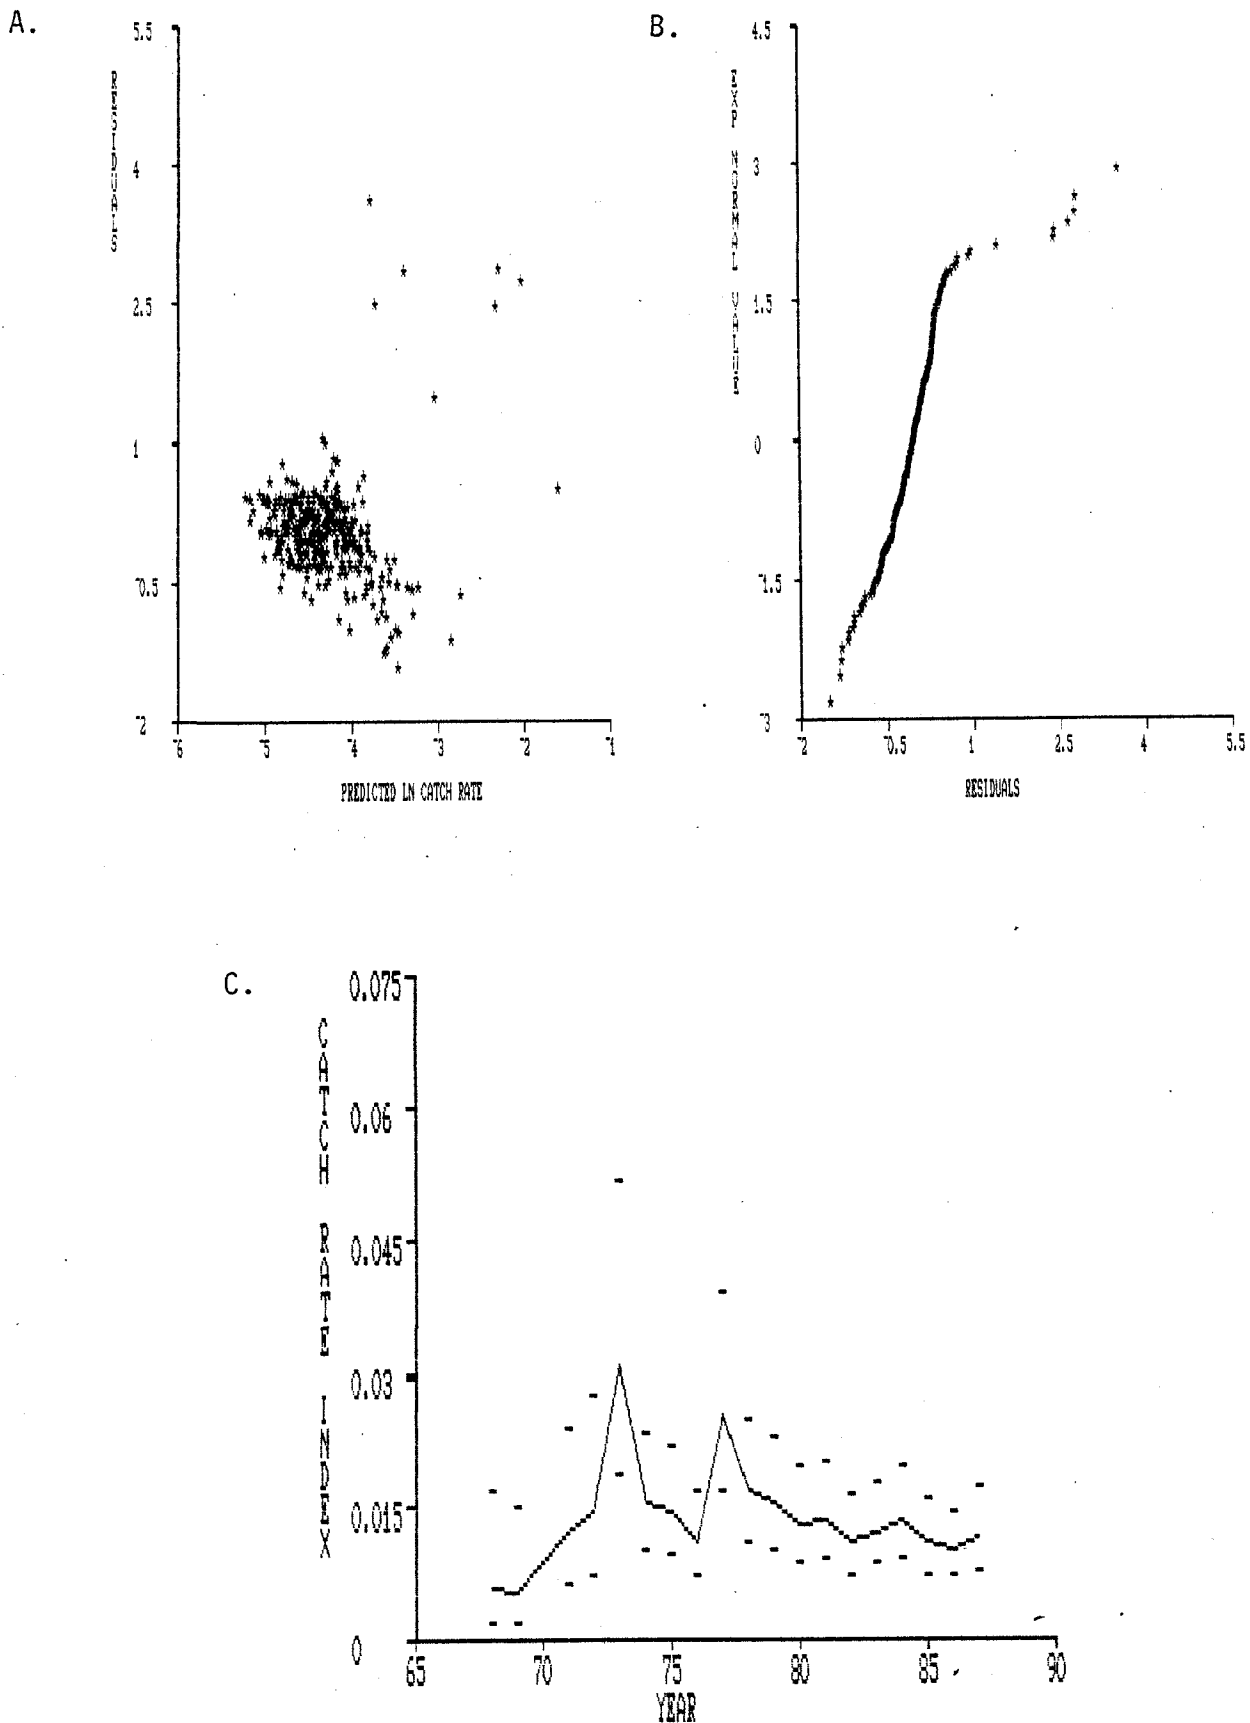 A.
5.5
4
2.5
1
‾0.5
‾2
RESIDUALS
‾6 ‾5 ‾4 ‾3 ‾2 ‾1
PREDICTED LN CATCH RATE
B.
4.5
3
1.5
0
‾1.5
‾3
EXP NORMAL VALUE
‾2 ‾0.5 1 2.5 4 5.5
RESIDUALS
C.
0.075
0.06
0.045
0.03
0.015
0
CATCH RATE INDEX
65 70 75 80 85 90
YEAR